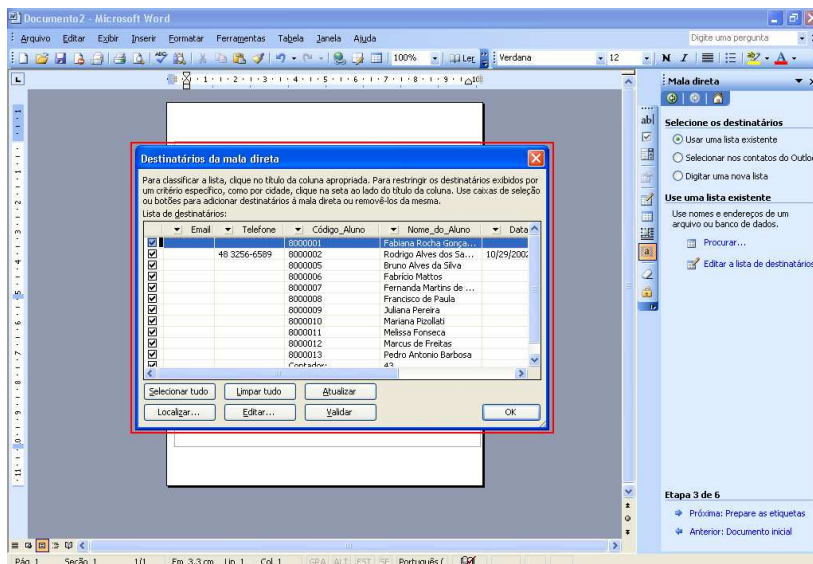 Documento2 - Microsoft Word
Arquivo Editar Exibir Inserir Formatar Ferramentas Tabela Janela Ajuda
Digite uma pergunta
100% Ler Verdana 12 N I
Mala direta
Selecione os destinatários
Usar uma lista existente
Selecionar nos contatos do Outlo
Digitar uma nova lista
Use uma lista existente
Use nomes e endereços de um
arquivo ou banco de dados.
Procurar...
Editar a lista de destinatários
Destinatários da mala direta
Para classificar a lista, clique no título da coluna apropriada. Para restringir os destinatários exibidos por
um critério específico, como por cidade, clique na seta ao lado do título da coluna. Use caixas de seleção
ou botões para adicionar destinatários à mala direta ou removê-los da mesma.
Lista de destinatários:
Email Telefone Código_Aluno Nome_do_Aluno Data
8000001 Fabiana Rocha Gonça...
48 3256-6589 8000002 Rodrigo Alves dos Sa... 10/29/200
8000005 Bruno Alves da Silva
8000006 Fabrício Mattos
8000007 Fernanda Martins de ...
8000008 Francisco de Paula
8000009 Juliana Pereira
8000010 Mariana Pizollati
8000011 Melissa Fonseca
8000012 Marcus de Freitas
8000013 Pedro Antonio Barbosa
Contador: 43
Selecionar tudo Limpar tudo Atualizar
Localizar... Editar... Validar OK
Etapa 3 de 6
Próxima: Prepare as etiquetas
Anterior: Documento inicial
Pág 1 Seção 1 1/1 Em 3,3 cm Lin 1 Col 1 GRA ALT EST SE Português (